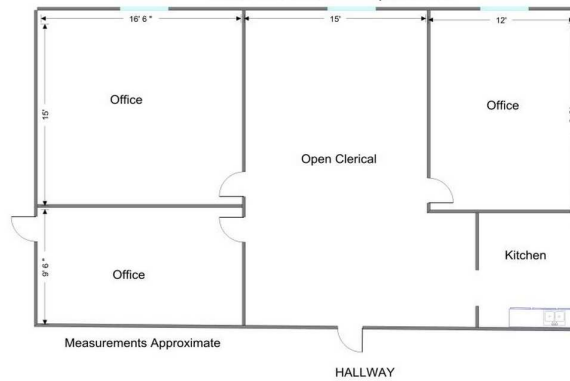 16' 6 "
15'
12'
Office
15'
Office
Open Clerical
Kitchen
9' 6 "
Office
Measurements Approximate
HALLWAY